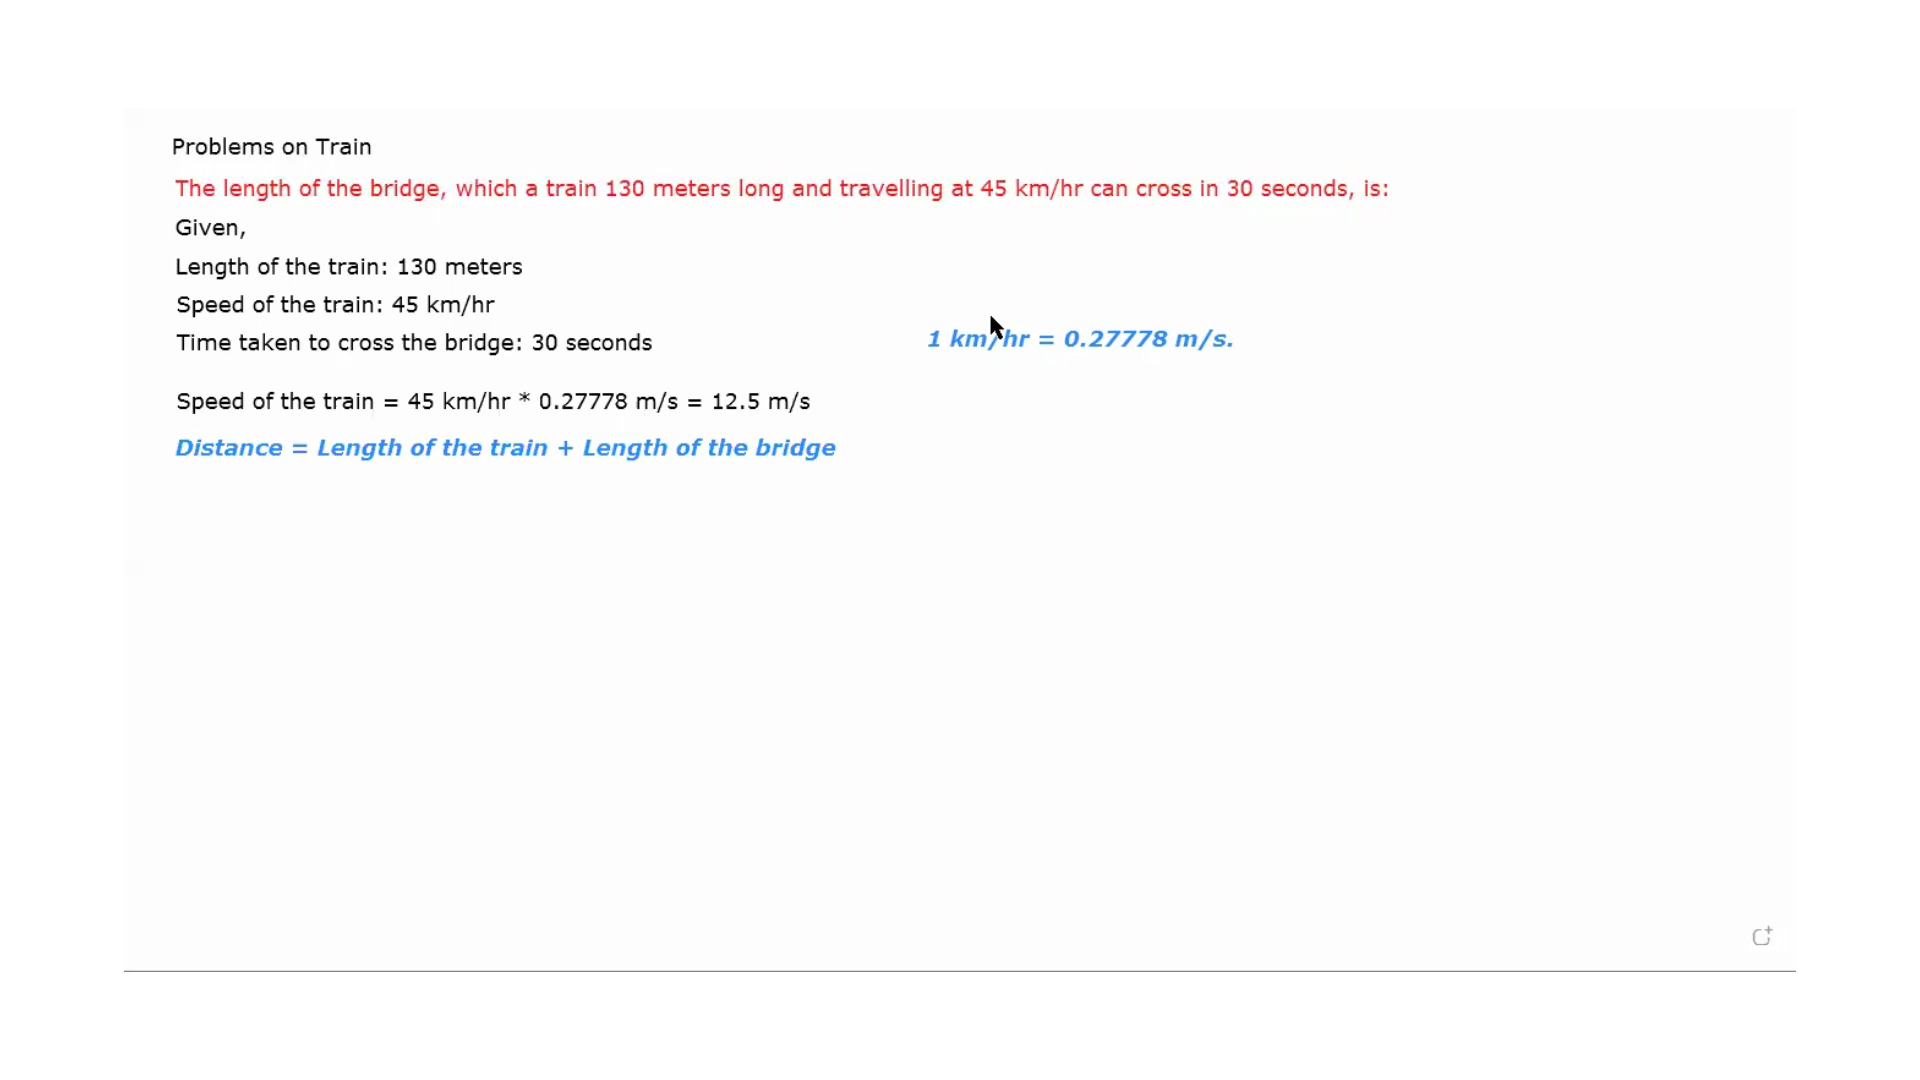 Problems on Train
The length of the bridge, which a train 130 meters long and travelling at 45 km/hr can cross in 30 seconds, is:
Given,
Length of the train: 130 meters
Speed of the train: 45 km/hr
Time taken to cross the bridge: 30 seconds
1 km/hr = 0.27778 m/s.
Speed of the train = 45 km/hr * 0.27778 m/s = 12.5 m/s
Distance = Length of the train + Length of the bridge